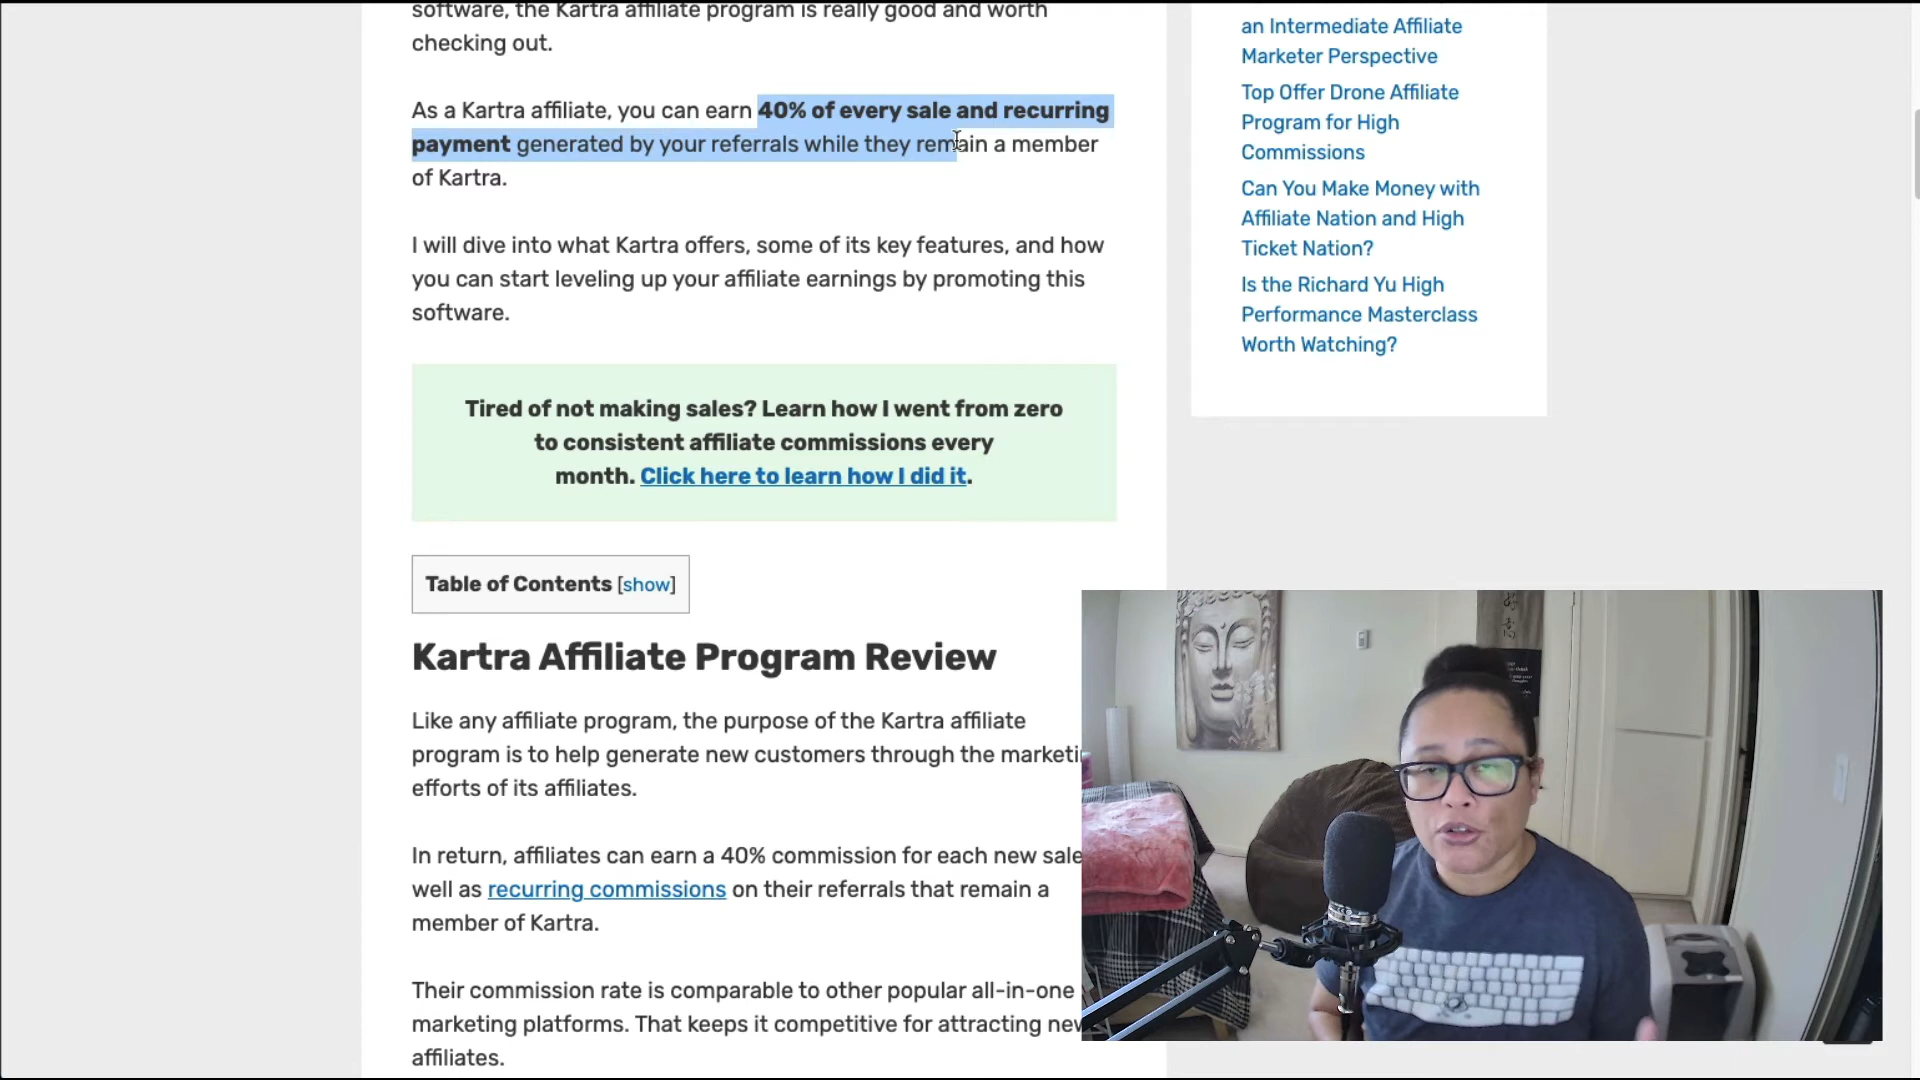 software, the Kartra affiliate program is really good and worth
checking out.
As a Kartra affiliate, you can earn 40% of every sale and recurring
payment generated by your referrals while they remain a member
of Kartra.
I will dive into what Kartra offers, some of its key features, and how
you can start leveling up your affiliate earnings by promoting this
software.
Tired of not making sales? Learn how I went from zero
to consistent affiliate commissions every
month. Click here to learn how I did it.
Table of Contents [show]
Kartra Affiliate Program Review
Like any affiliate program, the purpose of the Kartra affiliate
program is to help generate new customers through the marketi
efforts of its affiliates.
In return, affiliates can earn a 40% commission for each new sale
well as recurring commissions on their referrals that remain a
member of Kartra.
Their commission rate is comparable to other popular all-in-one
marketing platforms. That keeps it competitive for attracting new
affiliates.
an Intermediate Affiliate
Marketer Perspective
Top Offer Drone Affiliate
Program for High
Commissions
Can You Make Money with
Affiliate Nation and High
Ticket Nation?
Is the Richard Yu High
Performance Masterclass
Worth Watching?